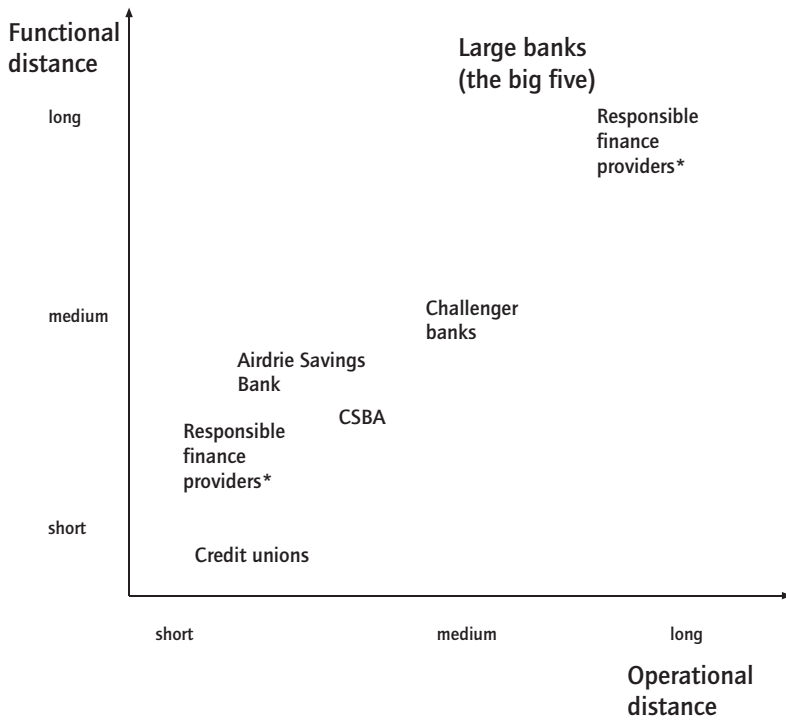 Functional
distance
Large banks
(the big five)
long
Responsible
finance
providers*
medium
Challenger
banks
Airdrie Savings
Bank
CSBA
Responsible
finance
providers*
short
Credit unions
short
medium
long
Operational
distance